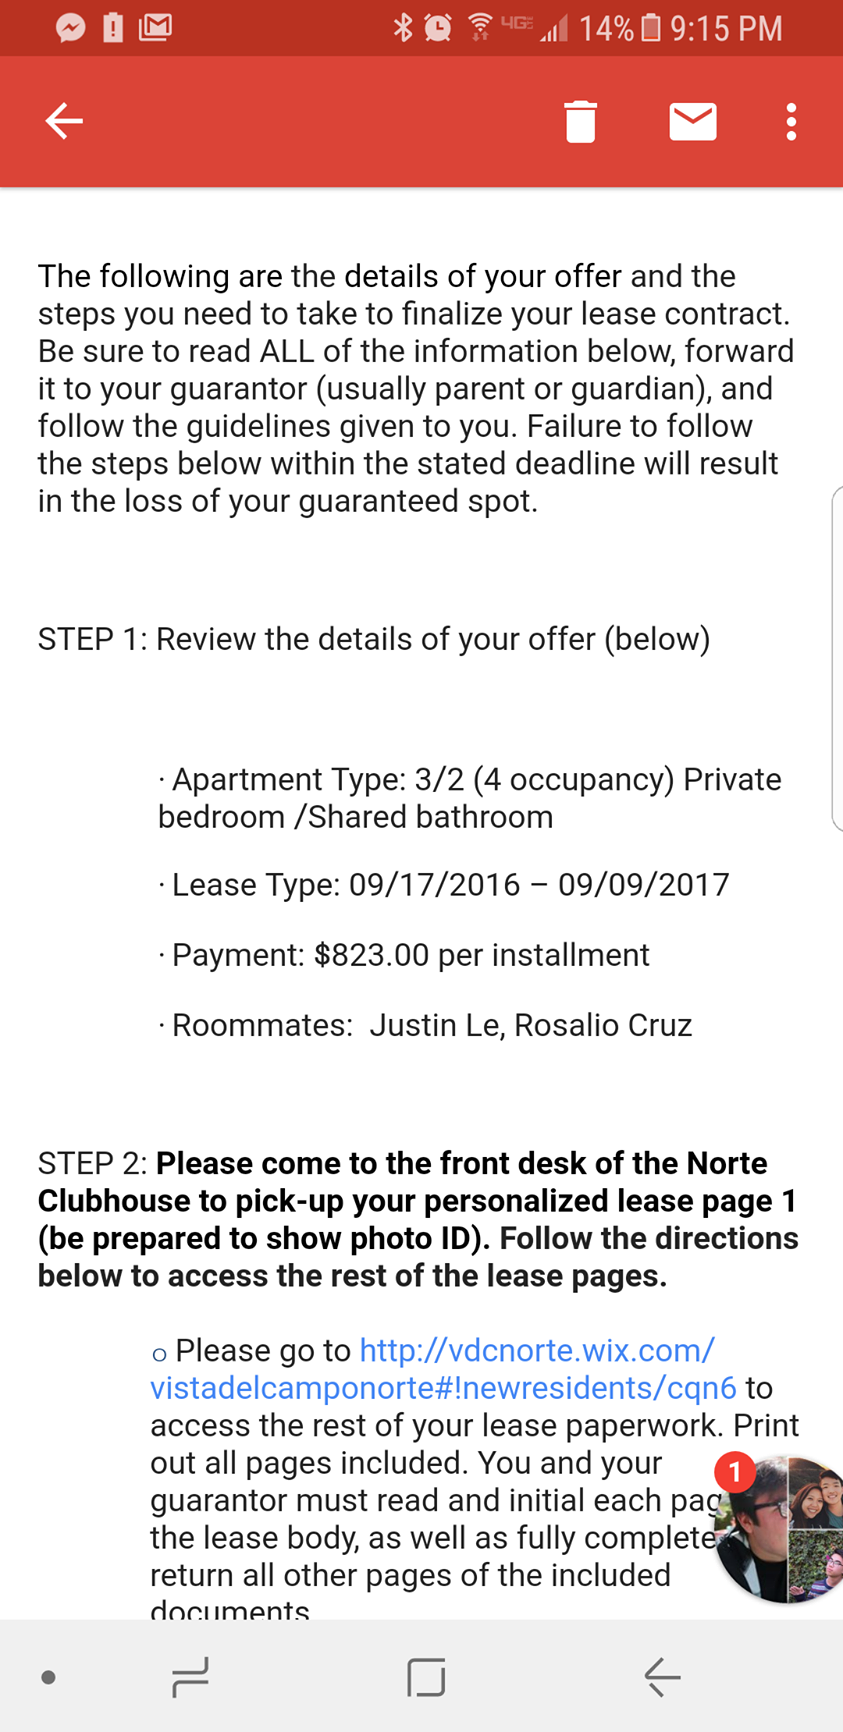 4GE 14% 9:15 PM
The following are the details of your offer and the
steps you need to take to finalize your lease contract.
Be sure to read ALL of the information below, forward
it to your guarantor (usually parent or guardian), and
follow the guidelines given to you. Failure to follow
the steps below within the stated deadline will result
in the loss of your guaranteed spot.
STEP 1: Review the details of your offer (below)
· Apartment Type: 3/2 (4 occupancy) Private
bedroom /Shared bathroom
· Lease Type: 09/17/2016 – 09/09/2017
· Payment: $823.00 per installment
· Roommates:  Justin Le, Rosalio Cruz
STEP 2: Please come to the front desk of the Norte
Clubhouse to pick-up your personalized lease page 1
(be prepared to show photo ID). Follow the directions
below to access the rest of the lease pages.
o Please go to http://vdcnorte.wix.com/
vistadelcamponorte#!newresidents/cqn6 to
access the rest of your lease paperwork. Print
out all pages included. You and your
1
guarantor must read and initial each pag
the lease body, as well as fully complete
return all other pages of the included
documents